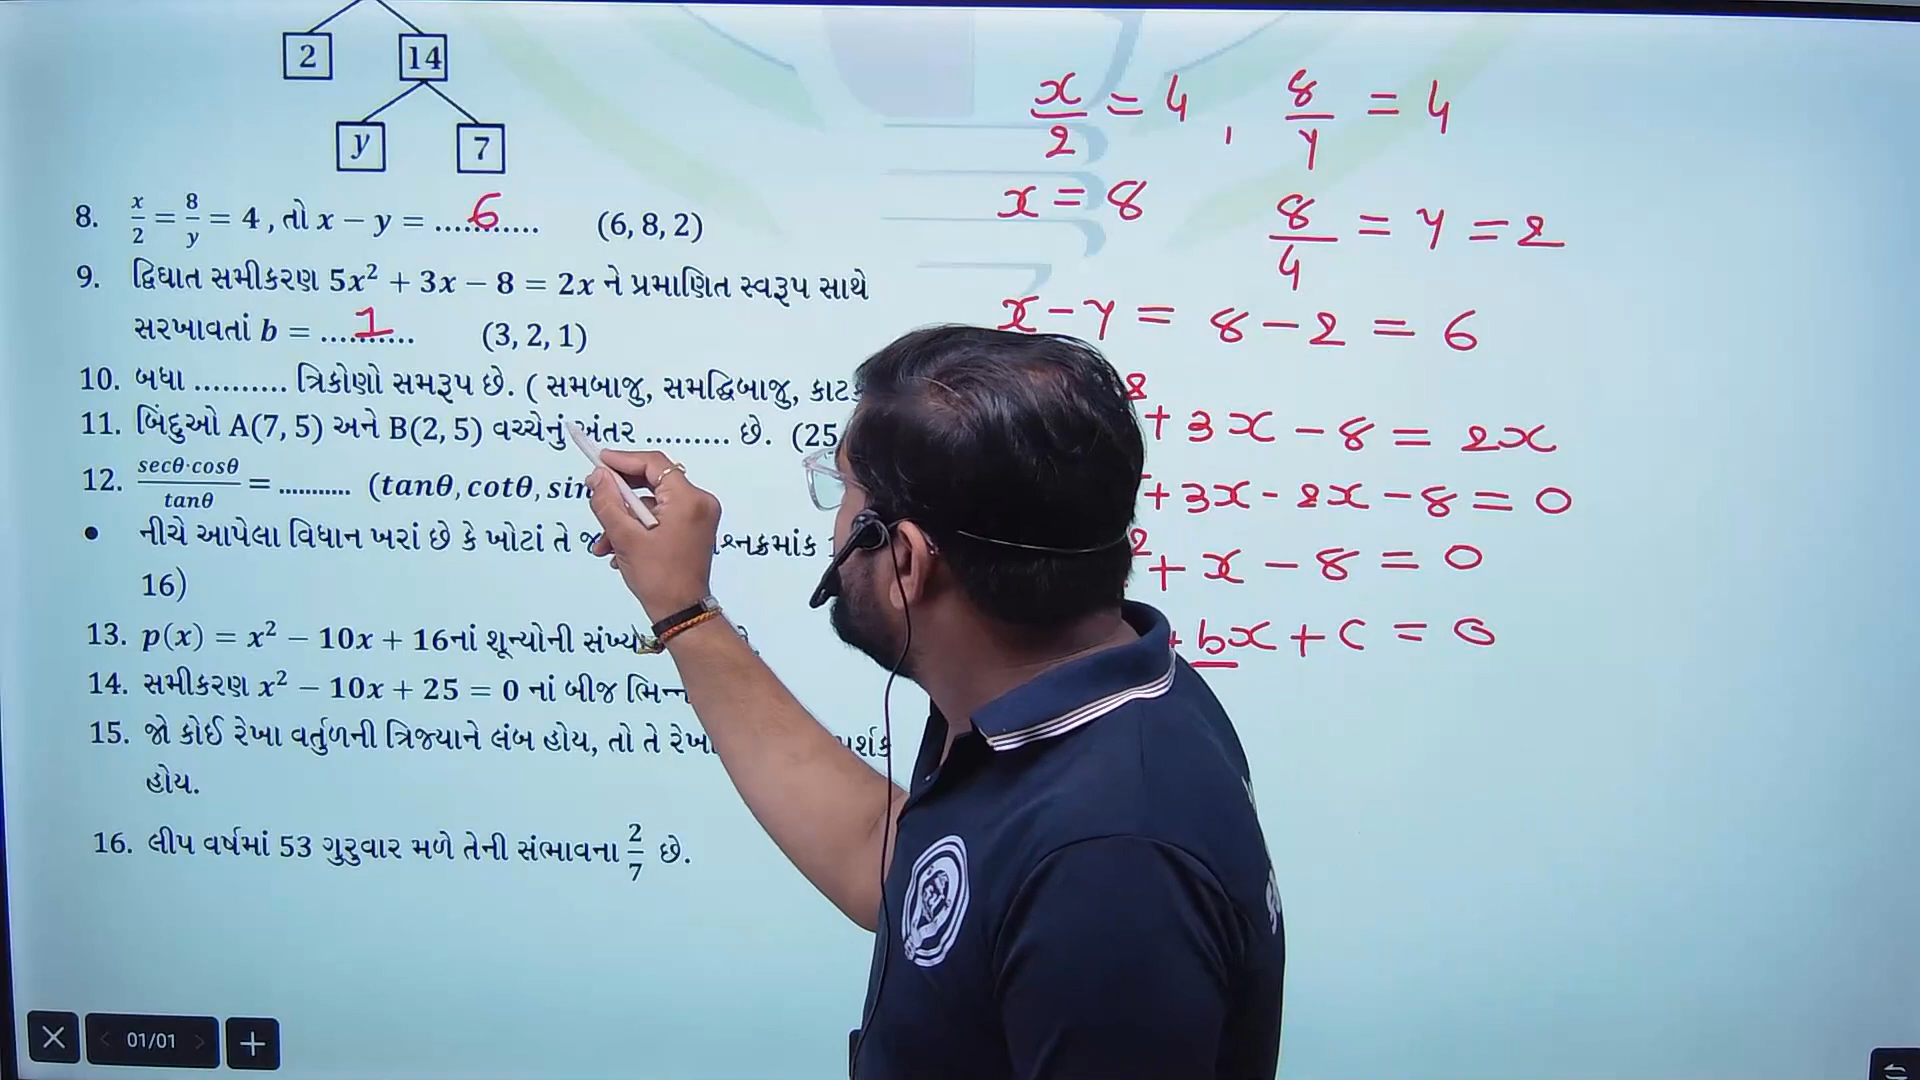 2 14
y 7
8. x/2 = 8/y = 4 , તો x − y = ....6....... (6, 8, 2)
9. દ્વિઘાત સમીકરણ 5x² + 3x − 8 = 2x ને પ્રમાણિત સ્વરૂપ સાથે
સરખાવતાં b = ....1...... (3, 2, 1)
10. બધા .......... ત્રિકોણો સમરૂપ છે. ( સમબાજુ, સમદ્વિબાજુ,
11. બિંદુઓ A(7, 5) અને B(2, 5) વચ્ચેનું અંતર ......... છે. (25,
12. secθ·cosθ/tanθ = ........... (tanθ, cotθ, sin
• નીચે આપેલા વિધાન ખરાં છે કે ખોટાં તે
16)
13. p(x) = x² − 10x + 16નાં શૂન્યોની
14. સમીકરણ x² − 10x + 25 = 0 નાં બીજ
15. જો કોઈ રેખા વર્તુળની ત્રિજ્યાને લંબ હોય, તો તે
હોય.
16. લીપ વર્ષમાં 53 ગુરુવાર મળે તેની સંભાવના 2/7 છે.
x/2 = 4 , 8/y = 4
x = 8
8/4 = y = 2
x − y = 8 − 2 = 6
+ 3x − 8 = 2x
+ 3x − 2x − 8 = 0
+ x − 8 = 0
+ bx + c = 0
01/01